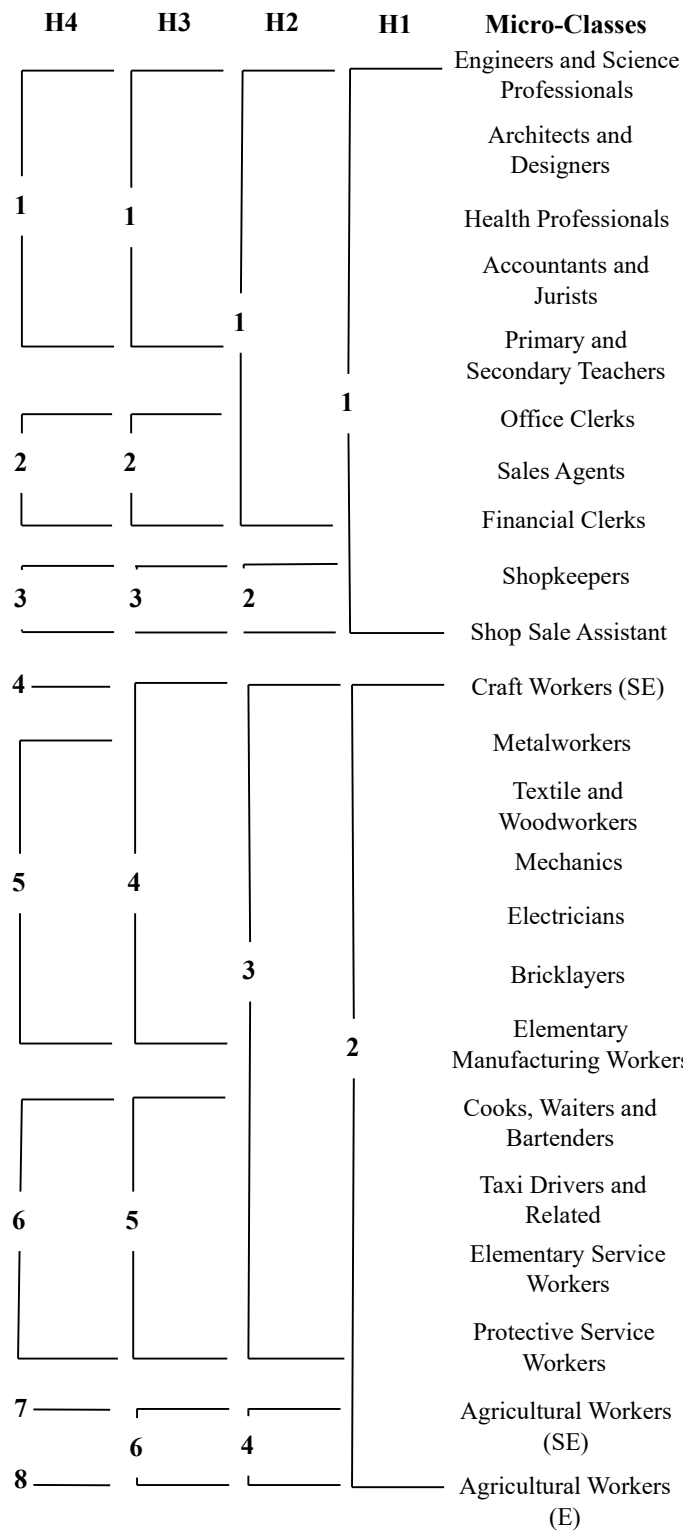 H4 H3 H2 H1 Micro-Classes
Engineers and Science
Professionals
Architects and
Designers
1 1 Health Professionals
Accountants and
Jurists
1
Primary and
Secondary Teachers
1
Office Clerks
2 2 Sales Agents
Financial Clerks
3 3 2 Shopkeepers
Shop Sale Assistant
4 Craft Workers (SE)
Metalworkers
Textile and
Woodworkers
Mechanics
5 4
Electricians
3 Bricklayers
2 Elementary
Manufacturing Workers
Cooks, Waiters and
Bartenders
Taxi Drivers and
6 5 Related
Elementary Service
Workers
Protective Service
Workers
7 Agricultural Workers
(SE)
6 4
8 Agricultural Workers
(E)